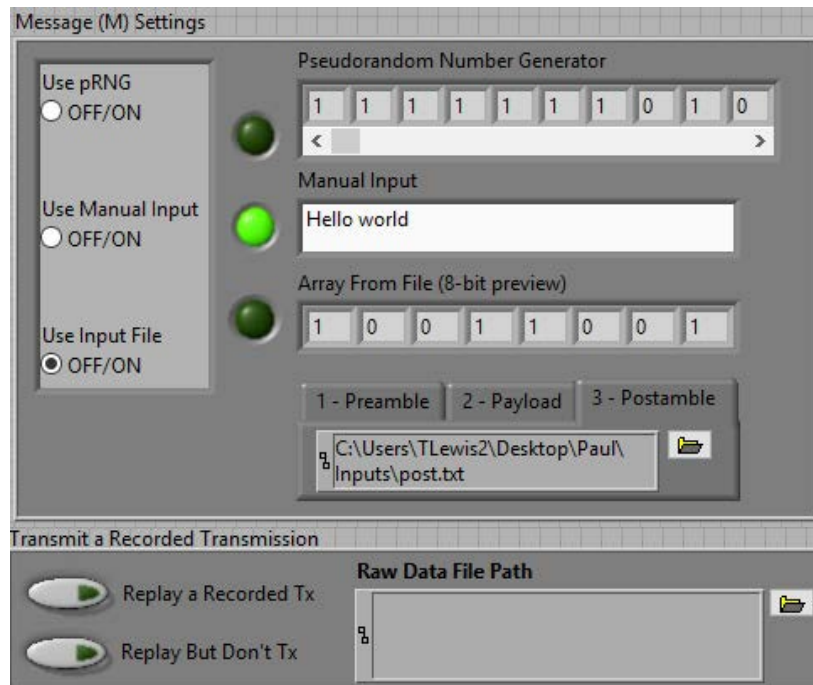 Message (M) Settings
Use pRNG
OFF/ON
Pseudorandom Number Generator
1 1 1 1 1 1 1 0 1 0
Use Manual Input
OFF/ON
Manual Input
Hello world
Use Input File
OFF/ON
Array From File (8-bit preview)
1 0 0 1 1 0 0 1
1 - Preamble 2 - Payload 3 - Postamble
C:\Users\TLewis2\Desktop\Paul\
Inputs\post.txt
Transmit a Recorded Transmission
Replay a Recorded Tx
Replay But Don't Tx
Raw Data File Path